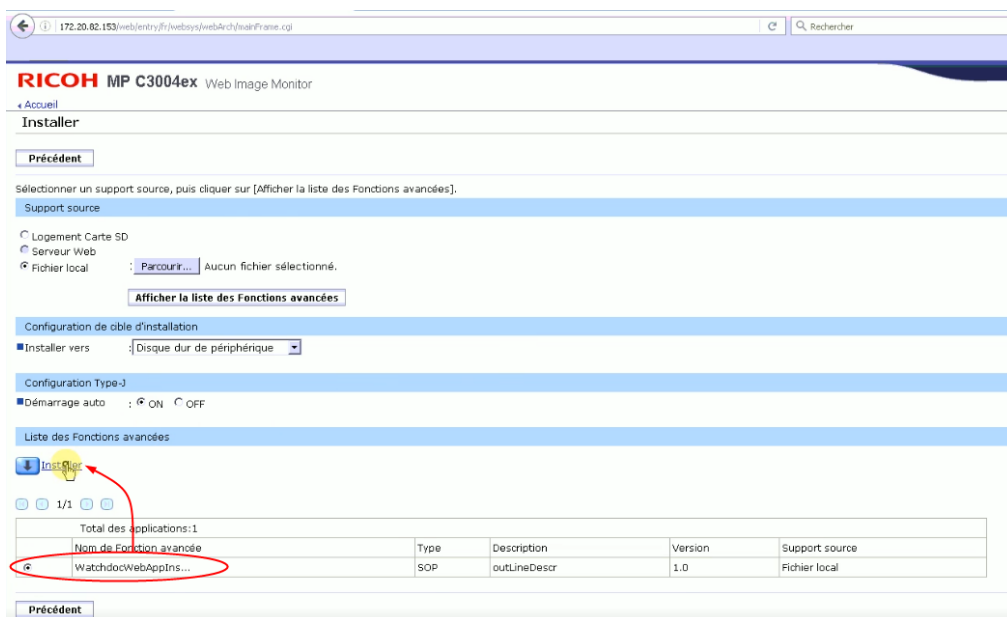 172.20.82.153/web/entry/fr/websys/webArch/mainFrame.cgi
Rechercher
RICOH MP C3004ex Web Image Monitor
Accueil
Installer
Précédent
Sélectionner un support source, puis cliquer sur [Afficher la liste des Fonctions avancées].
Support source
Logement Carte SD
Serveur Web
Fichier local : Parcourir... Aucun fichier sélectionné.
Afficher la liste des Fonctions avancées
Configuration de cible d'installation
Installer vers : Disque dur de périphérique
Configuration Type-J
Démarrage auto : ON OFF
Liste des Fonctions avancées
Installer
1/1
Total des applications:1
Nom de Fonction avancée Type Description Version Support source
WatchdocWebAppIns... SOP outLineDescr 1.0 Fichier local
Précédent